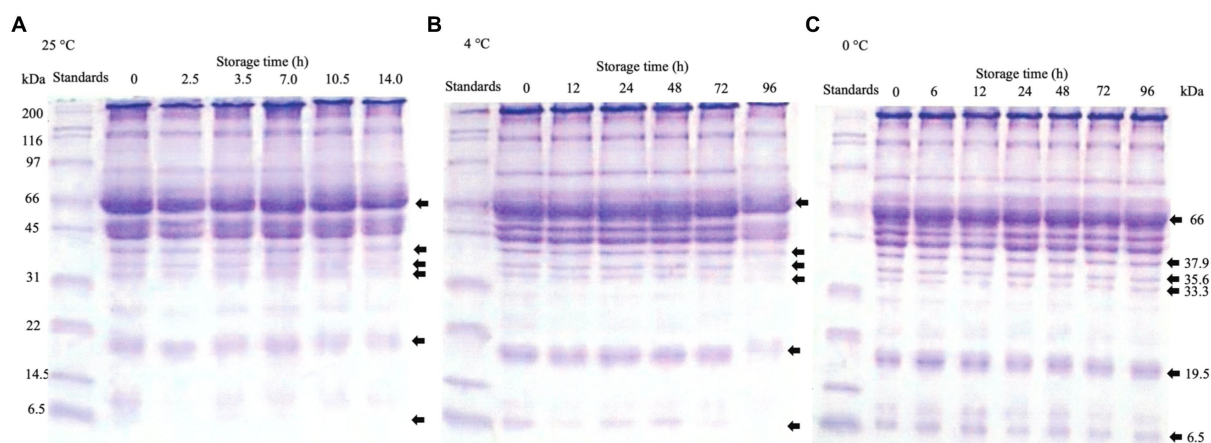 A
25 °C
Storage time (h)
kDa Standards 0 2.5 3.5 7.0 10.5 14.0
200
116
97
66
45
31
22
14.5
6.5
B
4 °C
Storage time (h)
Standards 0 12 24 48 72 96
C
0 °C
Storage time (h)
Standards 0 6 12 24 48 72 96 kDa
66
37.9
35.6
33.3
19.5
6.5